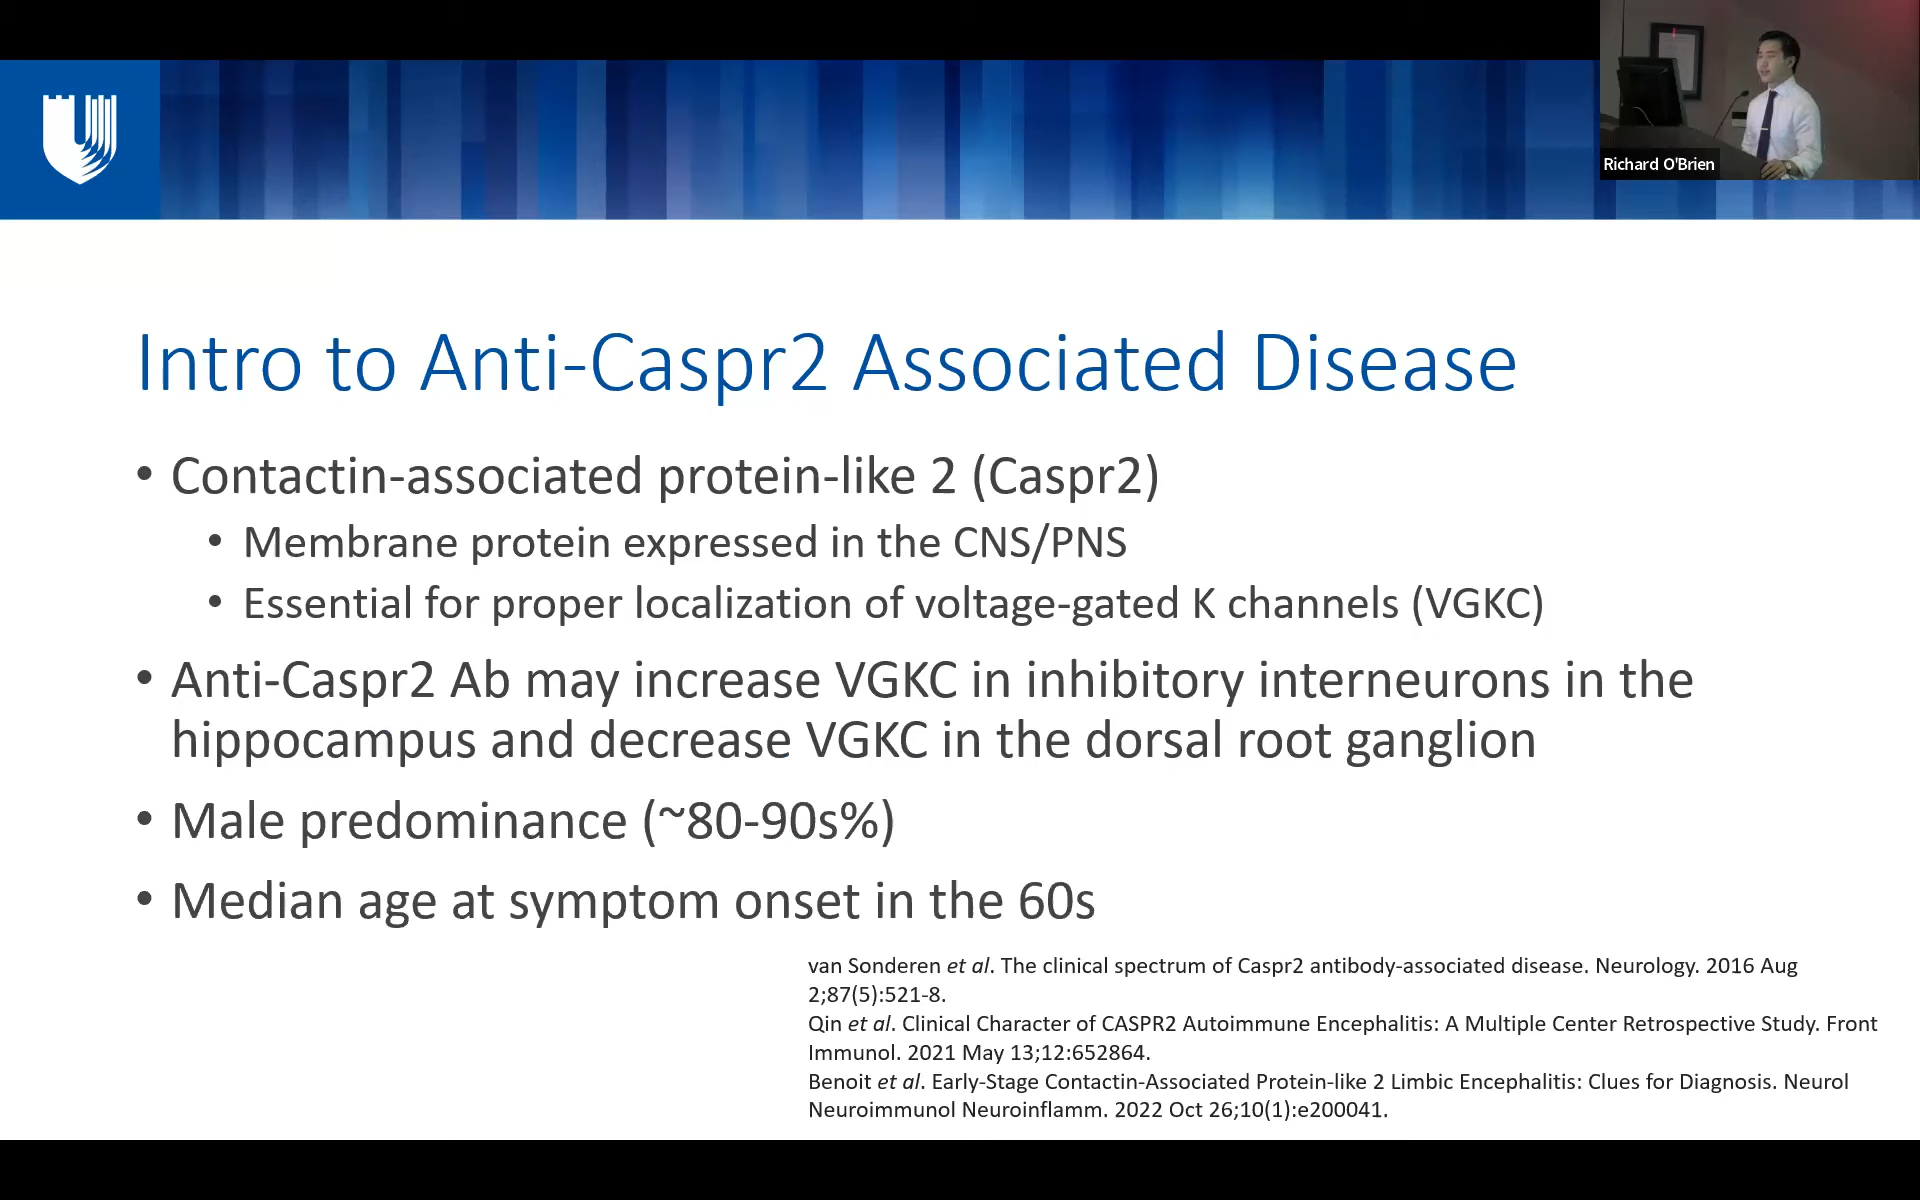 Richard O'Brien
Intro to Anti-Caspr2 Associated Disease
• Contactin-associated protein-like 2 (Caspr2)
• Membrane protein expressed in the CNS/PNS
• Essential for proper localization of voltage-gated K channels (VGKC)
• Anti-Caspr2 Ab may increase VGKC in inhibitory interneurons in the
hippocampus and decrease VGKC in the dorsal root ganglion
• Male predominance (~80-90s%)
• Median age at symptom onset in the 60s
van Sonderen et al. The clinical spectrum of Caspr2 antibody-associated disease. Neurology. 2016 Aug
2;87(5):521-8.
Qin et al. Clinical Character of CASPR2 Autoimmune Encephalitis: A Multiple Center Retrospective Study. Front
Immunol. 2021 May 13;12:652864.
Benoit et al. Early-Stage Contactin-Associated Protein-like 2 Limbic Encephalitis: Clues for Diagnosis. Neurol
Neuroimmunol Neuroinflamm. 2022 Oct 26;10(1):e200041.